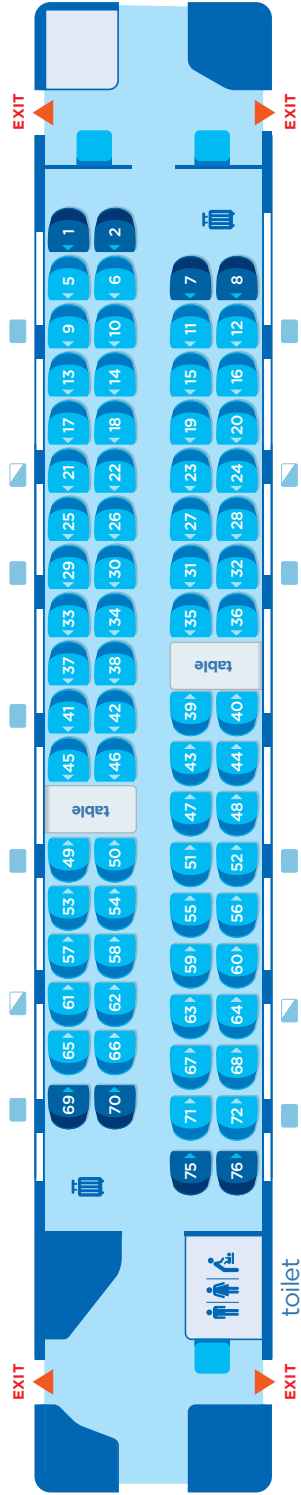 EXIT EXIT
1 2
5 6 7 8
9 10 11 12
13 14 15 16
17 18 19 20
21 22 23 24
25 26 27 28
29 30 31 32
33 34 35 36
37 38 table
41 42 39 40
45 46 43 44
table 47 48
49 50 51 52
53 54 55 56
57 58 59 60
61 62 63 64
65 66 67 68
69 70 71 72
75 76
toilet
EXIT EXIT